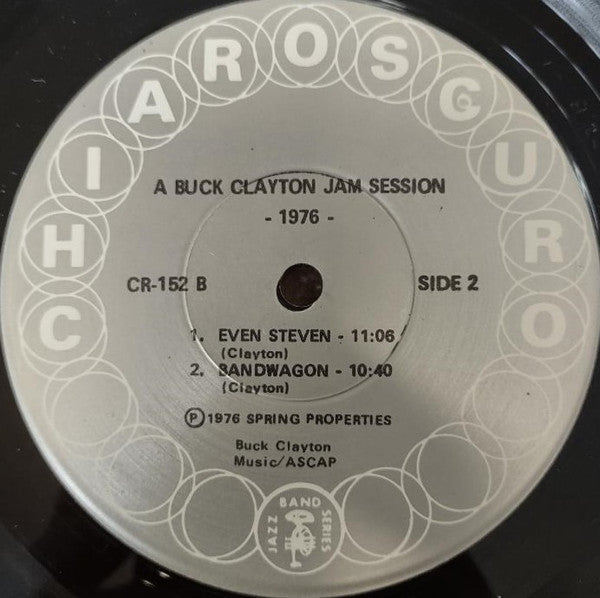 CHIAROSCURO
A BUCK CLAYTON JAM SESSION
- 1976 -
CR-152 B SIDE 2
1. EVEN STEVEN - 11:06
(Clayton)
2. BANDWAGON - 10:40
(Clayton)
Ⓟ1976 SPRING PROPERTIES
Buck Clayton
Music/ASCAP
JAZZ BAND SERIES